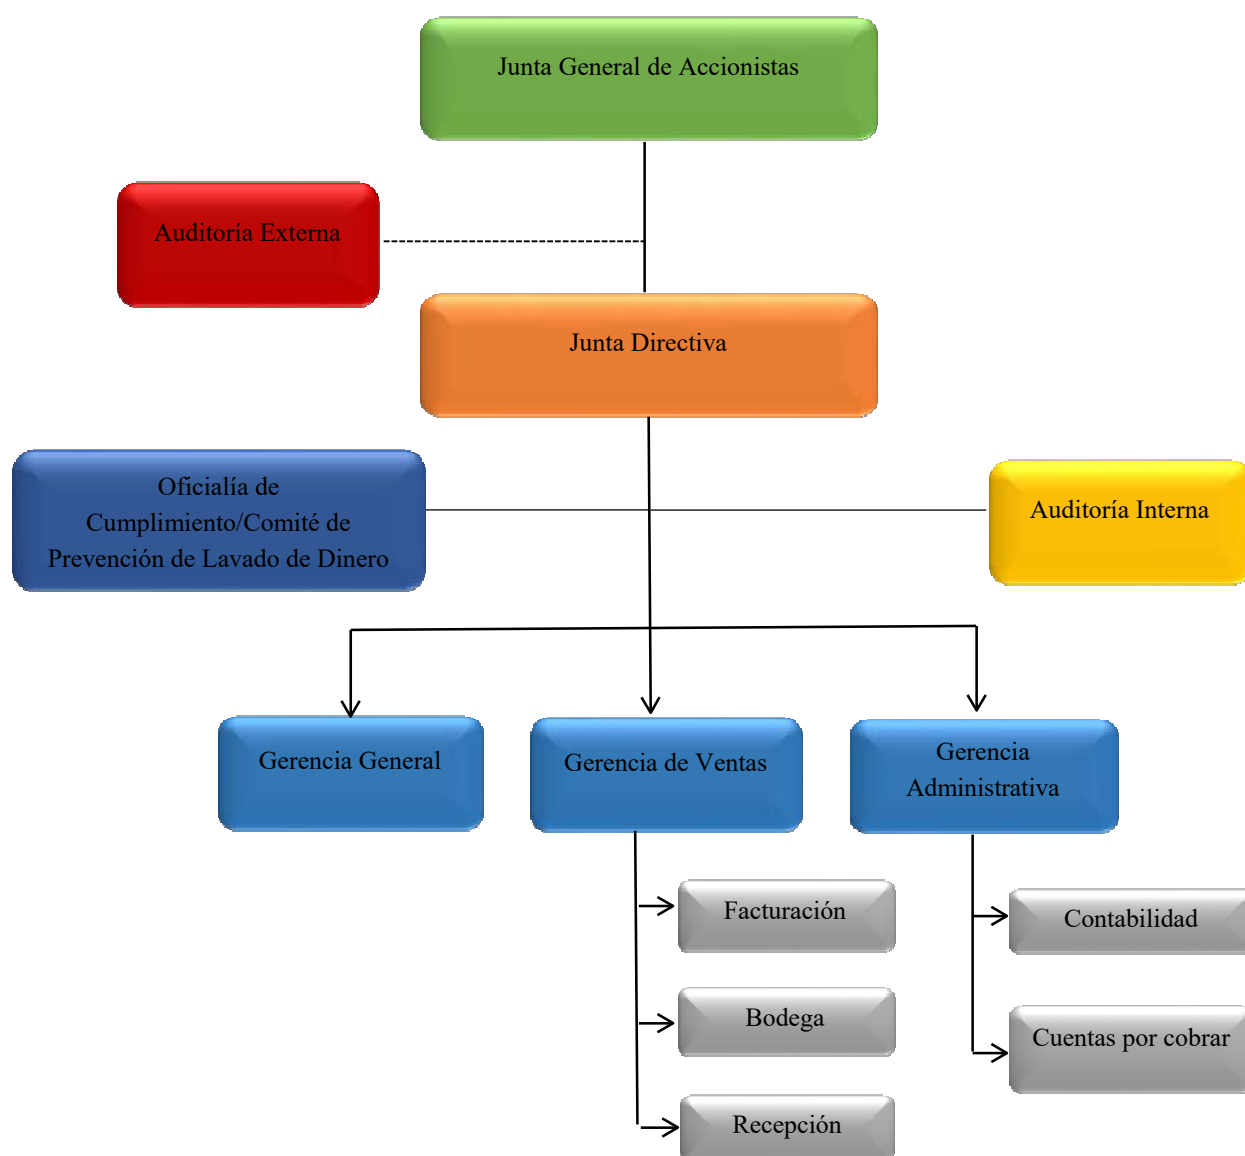 Junta General de Accionistas
Auditoría Externa
Junta Directiva
Oficialía de
Cumplimiento/Comité de
Prevención de Lavado de Dinero
Auditoría Interna
Gerencia General
Gerencia de Ventas
Gerencia
Administrativa
Facturación
Contabilidad
Bodega
Cuentas por cobrar
Recepción